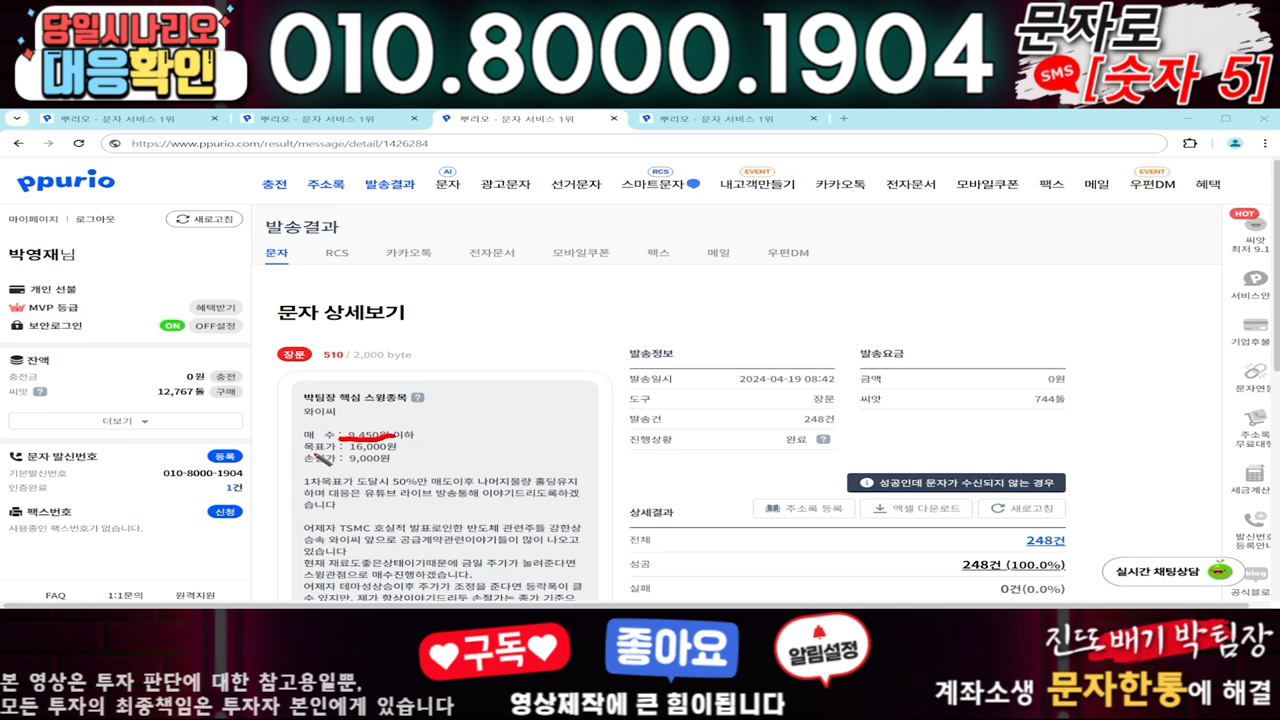 당일시나리오
대응확인
010.8000.1904
문자로
SMS [숫자 5]
뿌리오 - 문자 서비스 1위
뿌리오 - 문자 서비스 1위
뿌리오 - 문자 서비스 1위
뿌리오 - 문자 서비스 1위
https://www.ppurio.com/result/message/detail/1426284
ppurio
충전
주소록
발송결과
AI
문자
광고문자
선거문자
RCS
스마트문자
EVENT
내고객만들기
카카오톡
전자문서
모바일쿠폰
팩스
메일
EVENT
우편DM
혜택
마이페이지 | 로그아웃
새로고침
박영재님
개인 선불
MVP 등급
혜택받기
보안로그인
ON
OFF설정
잔액
충전금
0원
충전
씨앗 ?
12,767톨
구매
더보기
문자 발신번호
등록
기본발신번호
010-8000-1904
인증완료
1건
팩스번호
신청
사용중인 팩스번호가 없습니다.
FAQ
1:1문의
원격지원
발송결과
문자
RCS
카카오톡
전자문서
모바일쿠폰
팩스
메일
우편DM
문자 상세보기
장문
510 / 2,000 byte
박팀장 핵심 스윙종목 ?
와이씨
매 수 : 9,450원 이하
목표가 : 16,000원
손절가 : 9,000원
1차목표가 도달시 50%만 매도이후 나머지물량 홀딩유지
하며 대응은 유튜브 라이브 방송통해 이야기드리도록하겠
습니다
어제자 TSMC 호실적 발표로인한 반도체 관련주들 강한상
승속 와이씨 앞으로 공급계약관련이야기들이 많이 나오고
있습니다
현재 재료도좋은상태이기때문에 금일 주가가 눌려준다면
스윙관점으로 매수진행하겠습니다.
어제자 테마성상승이후 주가가 조정을 준다면 등락폭이 클
수 있지만, 제가 항상이야기드리듯 손절가는 종가 기준으
발송정보
발송일시
2024-04-19 08:42
도구
장문
발송건
248건
진행상황
완료 ?
발송요금
금액
0원
씨앗
744톨
성공인데 문자가 수신되지 않는 경우
상세결과
주소록 등록
엑셀 다운로드
새로고침
전체
248건
성공
248건 (100.0%)
실패
0건(0.0%)
HOT
씨앗
최저 9.1
서비스안
기업후불
문자연동
주소록
무료대행
세금계산
발신번호
등록안내
blog
공식블로
실시간 채팅상담
구독
좋아요
알림설정
영상제작에 큰 힘이됩니다
본 영상은 투자 판단에 대한 참고용일뿐,
모든 투자의 최종책임은 투자자 본인에게 있습니다
진또배기 박팀장
계좌소생 문자한통에 해결